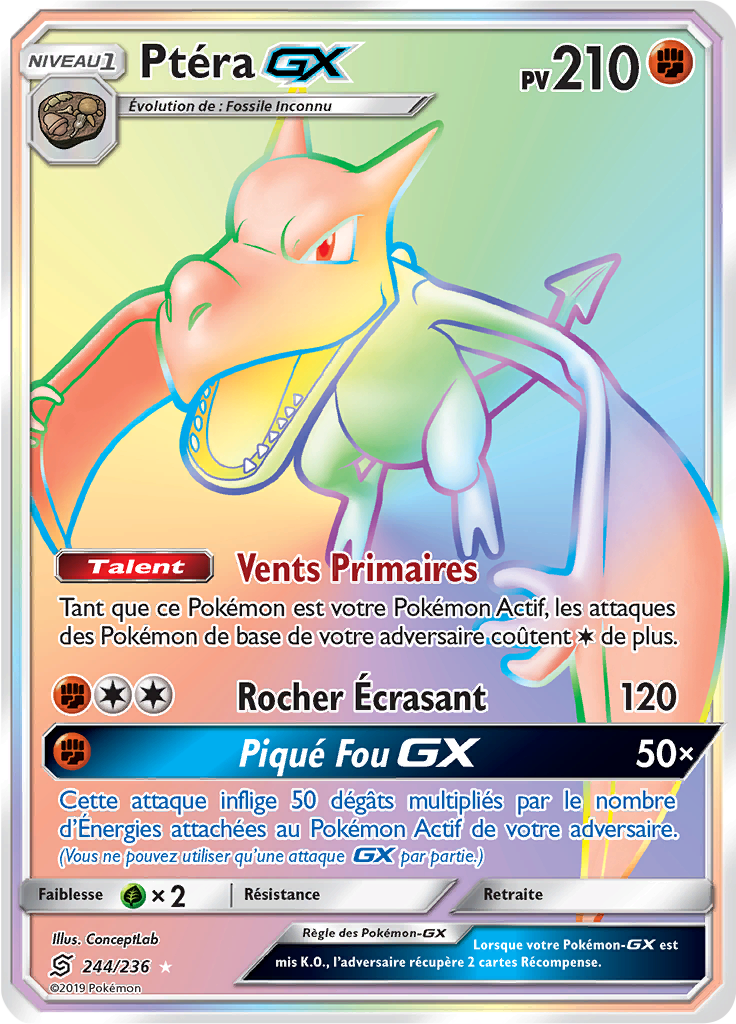 NIVEAU 1
Ptéra GX
PV 210
Évolution de : Fossile Inconnu
Talent Vents Primaires
Tant que ce Pokémon est votre Pokémon Actif, les attaques
des Pokémon de base de votre adversaire coûtent de plus.
Rocher Écrasant 120
Piqué Fou GX 50×
Cette attaque inflige 50 dégâts multipliés par le nombre
d'Énergies attachées au Pokémon Actif de votre adversaire.
(Vous ne pouvez utiliser qu'une attaque GX par partie.)
Faiblesse × 2 Résistance Retraite
Illus. ConceptLab
244/236
©2019 Pokémon
Règle des Pokémon-GX
Lorsque votre Pokémon-GX est
mis K.O., l'adversaire récupère 2 cartes Récompense.